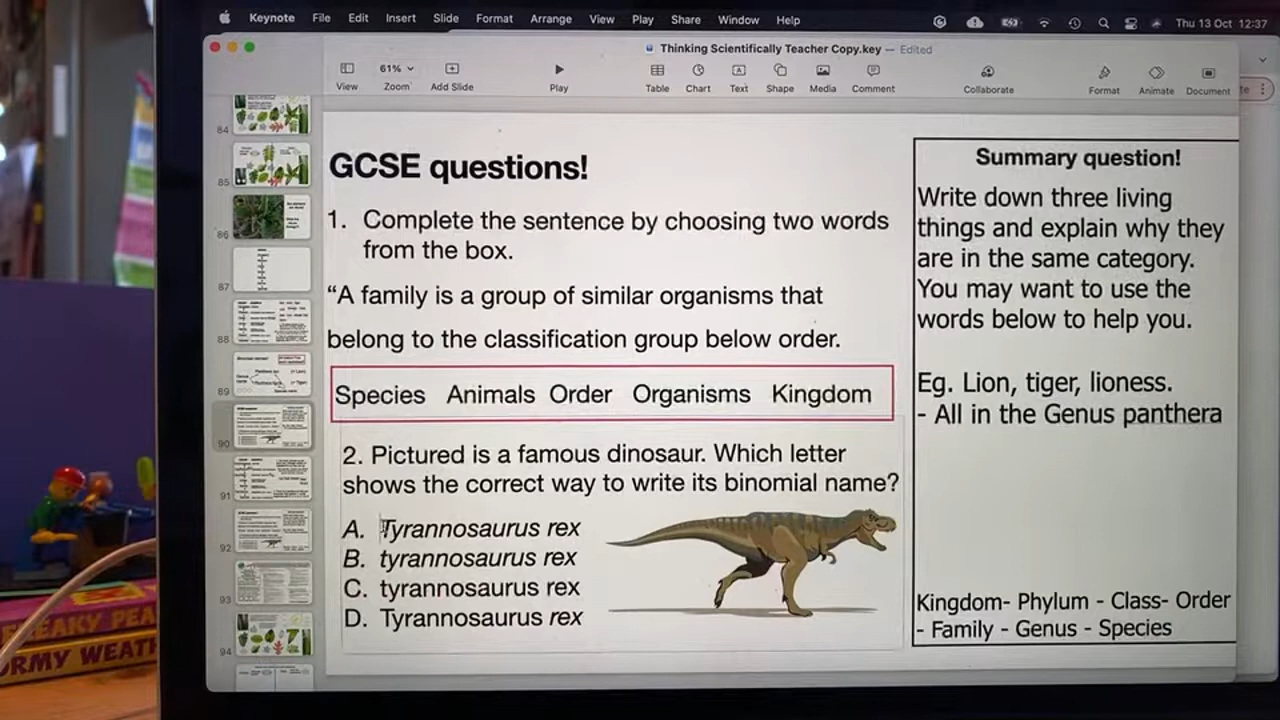 Keynote File Edit Insert Slide Format Arrange View Play Share Window Help Thu 13 Oct 12:37
Thinking Scientifically Teacher Copy.key — Edited
61%
View Zoom Add Slide Play Table Chart Text Shape Media Comment Collaborate Format Animate Document
84
85
86
87
88
89
90
91
92
93
94
GCSE questions!
1. Complete the sentence by choosing two words
from the box.
“A family is a group of similar organisms that
belong to the classification group below order.
Species Animals Order Organisms Kingdom
2. Pictured is a famous dinosaur. Which letter
shows the correct way to write its binomial name?
A. Tyrannosaurus rex
B. tyrannosaurus rex
C. tyrannosaurus rex
D. Tyrannosaurus rex
Summary question!
Write down three living
things and explain why they
are in the same category.
You may want to use the
words below to help you.
Eg. Lion, tiger, lioness.
- All in the Genus panthera
Kingdom- Phylum - Class- Order
- Family - Genus - Species